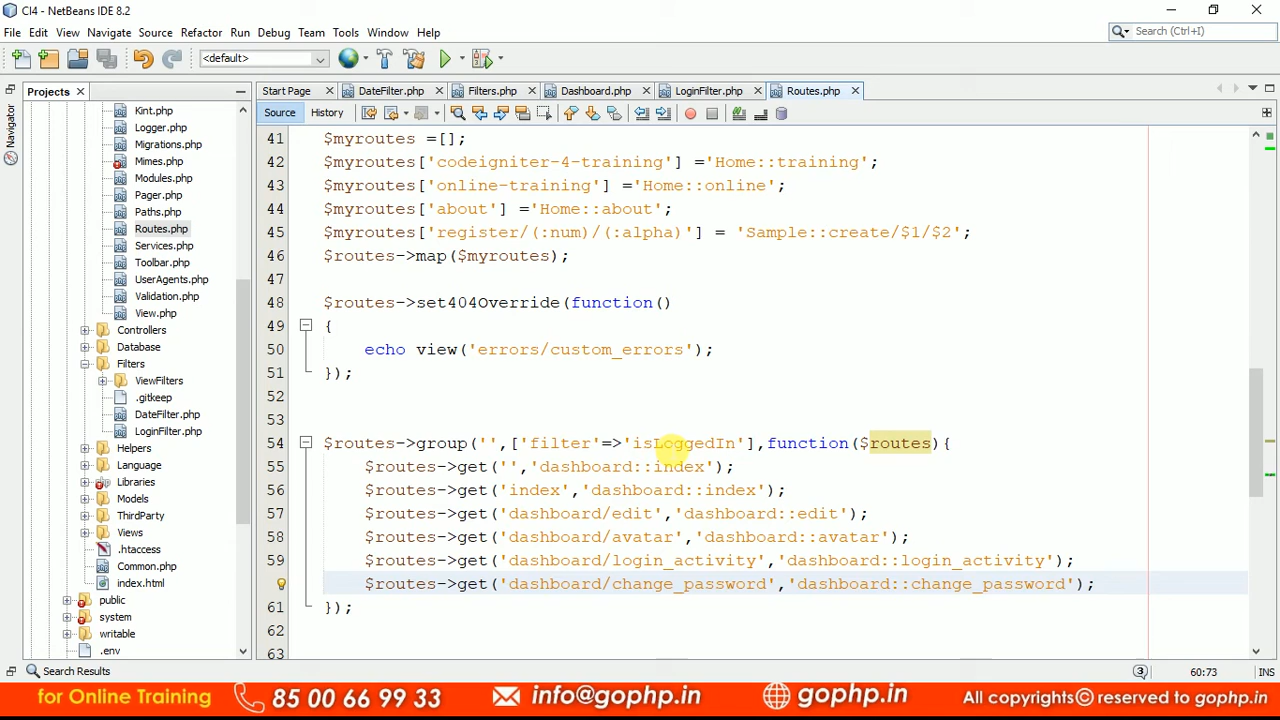 CI4 - NetBeans IDE 8.2
File Edit View Navigate Source Refactor Run Debug Team Tools Window Help
Search (Ctrl+I)
<default>
Projects
Start Page DateFilter.php Filters.php Dashboard.php LoginFilter.php Routes.php
Navigator
Source History
Kint.php
Logger.php
Migrations.php
Mimes.php
Modules.php
Pager.php
Paths.php
Routes.php
Services.php
Toolbar.php
UserAgents.php
Validation.php
View.php
Controllers
Database
Filters
ViewFilters
.gitkeep
DateFilter.php
LoginFilter.php
Helpers
Language
Libraries
Models
ThirdParty
Views
.htaccess
Common.php
index.html
public
system
writable
.env
41 $myroutes =[];
42 $myroutes['codeigniter-4-training'] ='Home::training';
43 $myroutes['online-training'] ='Home::online';
44 $myroutes['about'] ='Home::about';
45 $myroutes['register/(:num)/(:alpha)'] = 'Sample::create/$1/$2';
46 $routes->map($myroutes);
47
48 $routes->set404Override(function()
49 {
50 echo view('errors/custom_errors');
51 });
52
53
54 $routes->group('',['filter'=>'isLoggedIn'],function($routes){
55 $routes->get('','dashboard::index');
56 $routes->get('index','dashboard::index');
57 $routes->get('dashboard/edit','dashboard::edit');
58 $routes->get('dashboard/avatar','dashboard::avatar');
59 $routes->get('dashboard/login_activity','dashboard::login_activity');
$routes->get('dashboard/change_password','dashboard::change_password');
61 });
62
63
Search Results
3 60:73 INS
for Online Training 85 00 66 99 33 info@gophp.in gophp.in All copyrights© reserved to gophp.in